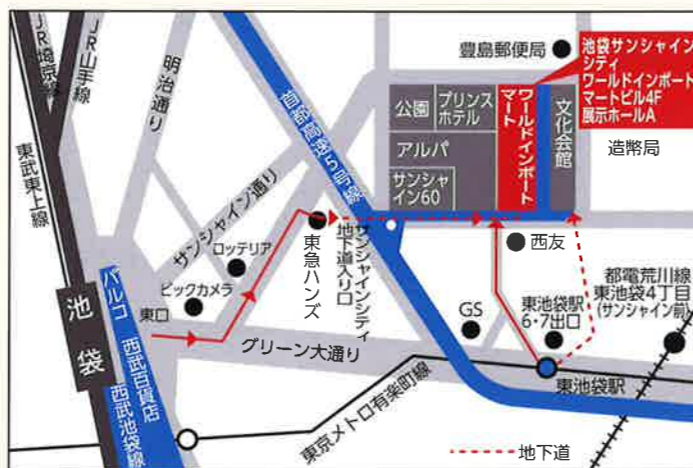 JR埼京線
JR山手線
東武東上線
明治通り
首都高速5号線
豊島郵便局
池袋サンシャイン
シティ
ワールドインポート
マートビル4F
展示ホールA
公園
プリンス
ホテル
ワールドインポート
マート
文化会館
造幣局
アルパ
サンシャ
イン60
サンシャイン通り
ロッテリア
ビックカメラ
東急ハンズ
サンシャインシティ
地下道入り口
西友
都電荒川線
東池袋4丁目
(サンシャイン前)
池袋
パルコ
西武百貨店
西武池袋線
東口
グリーン大通り
GS
東池袋駅
6・7出口
東池袋駅
東京メトロ有楽町線
地下道